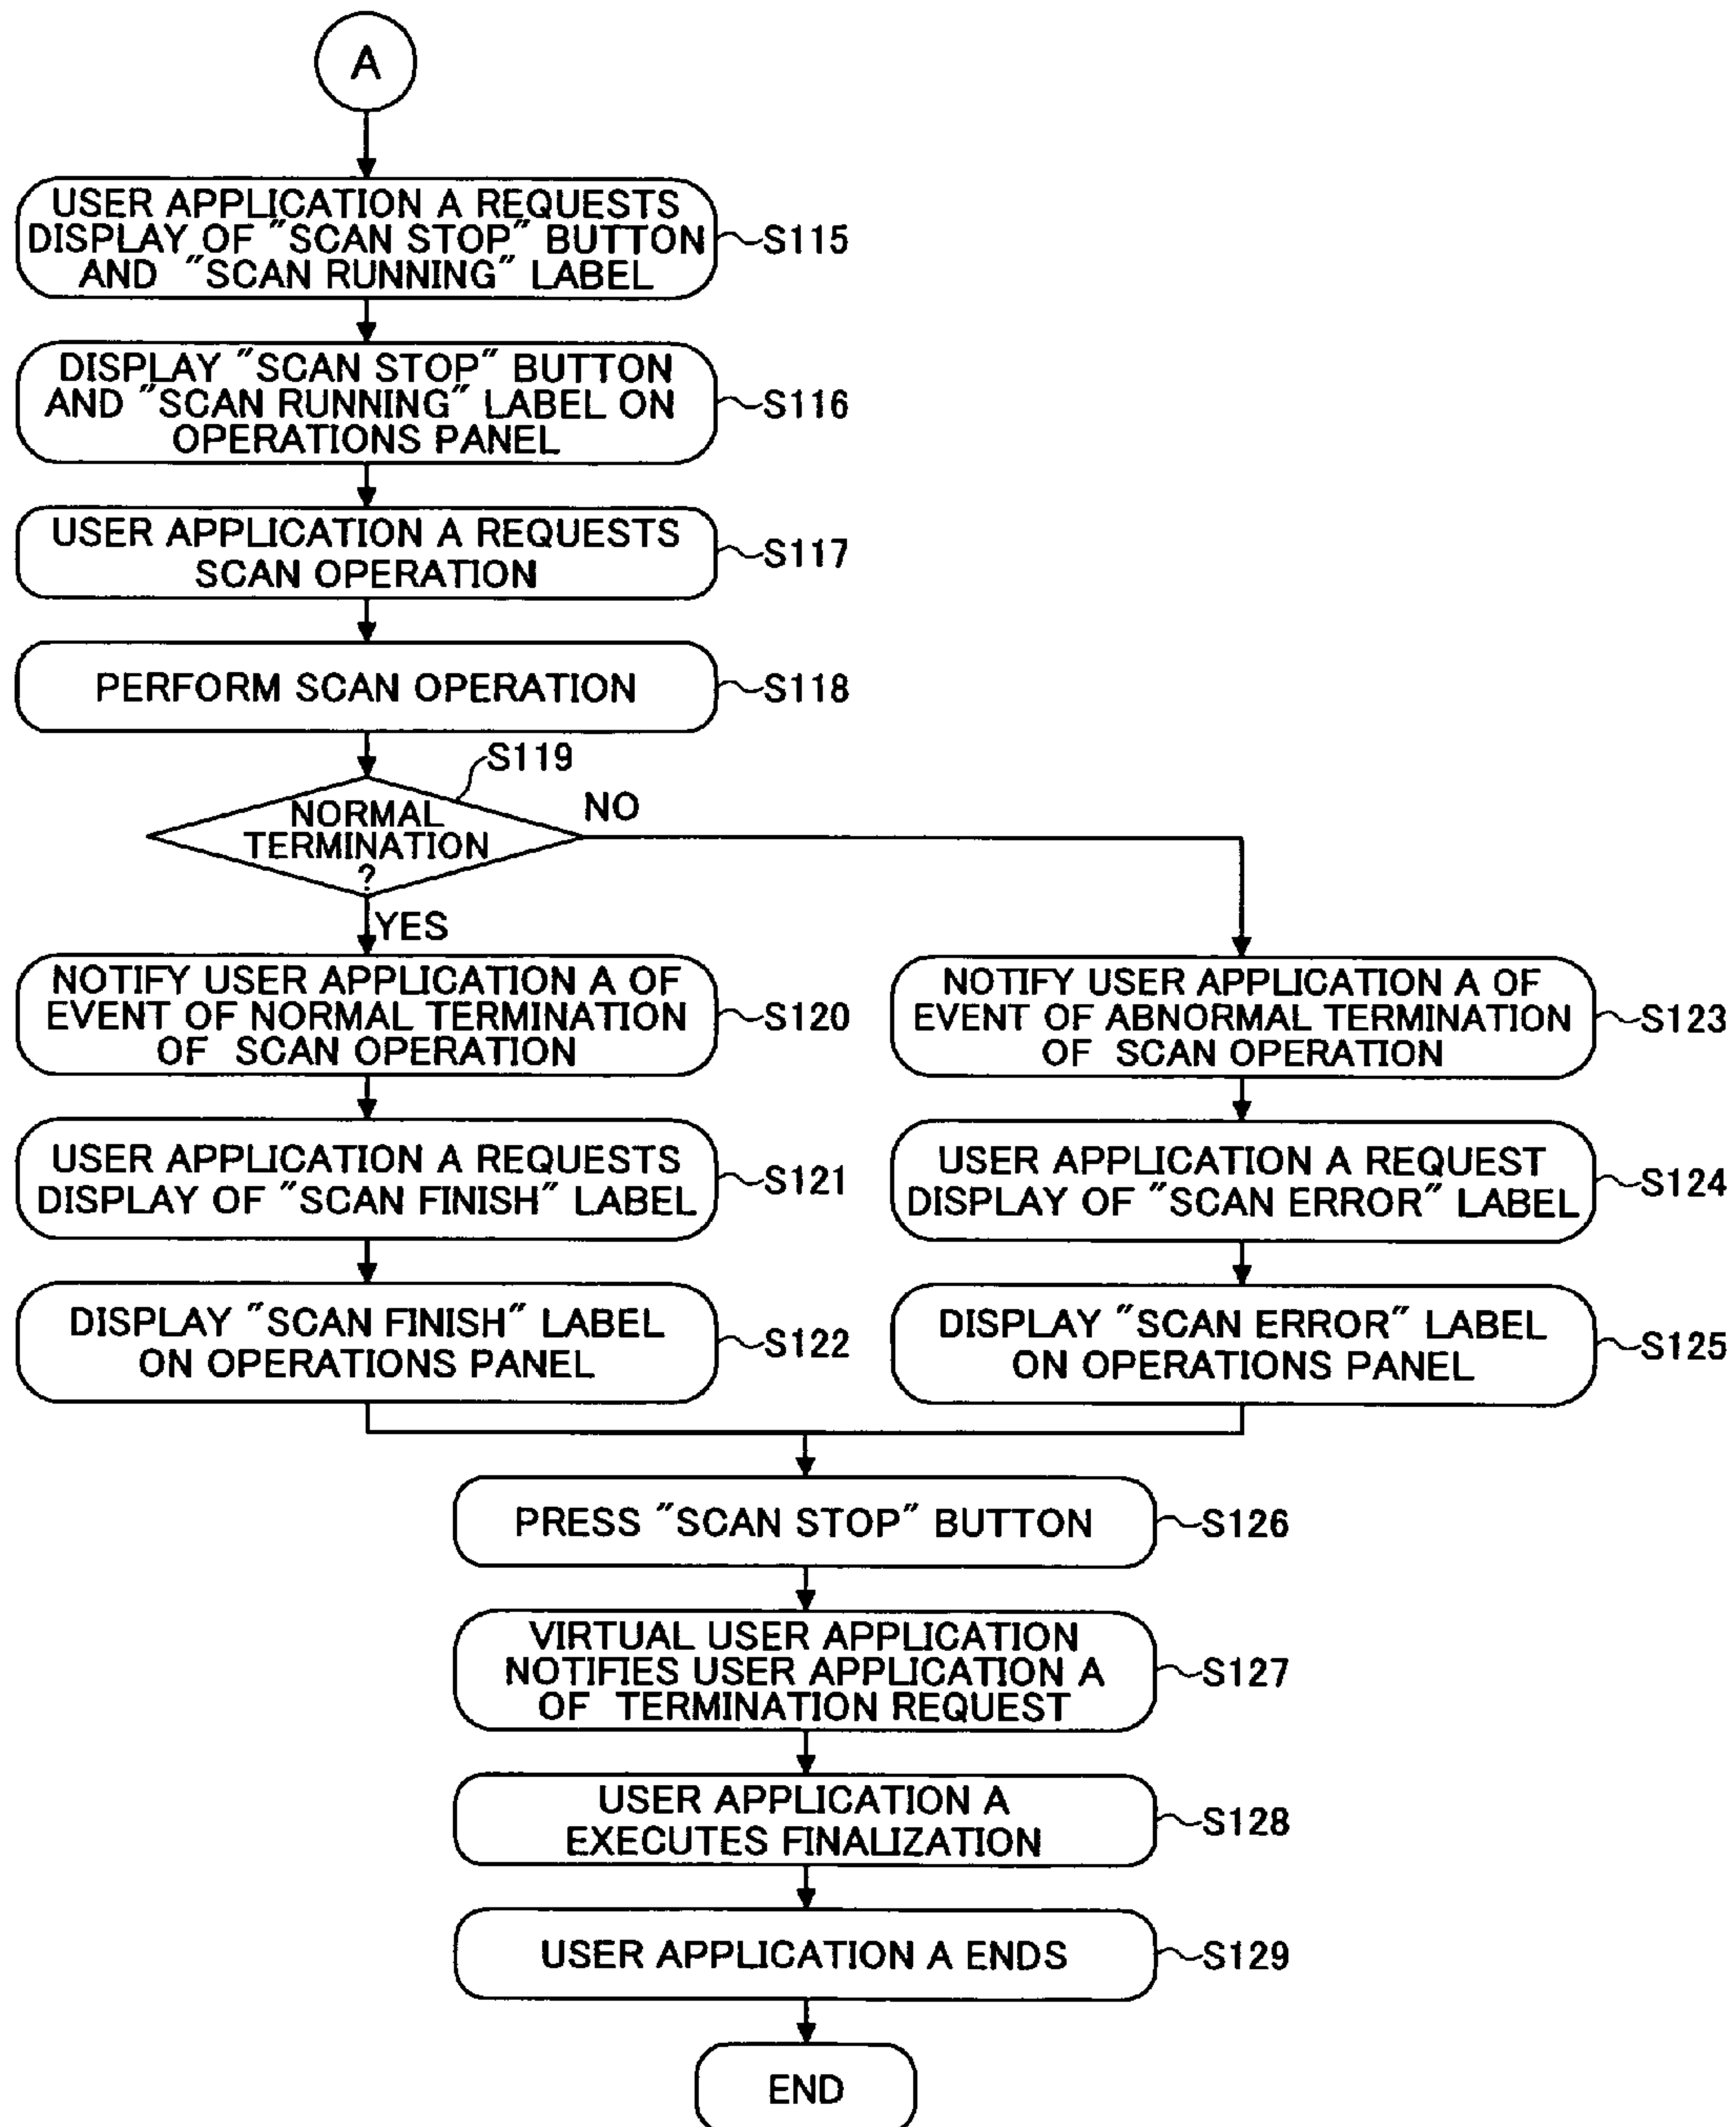 A
USER APPLICATION A REQUESTS
DISPLAY OF "SCAN STOP" BUTTON
AND "SCAN RUNNING" LABEL
S115
DISPLAY "SCAN STOP" BUTTON
AND "SCAN RUNNING" LABEL ON
OPERATIONS PANEL
S116
USER APPLICATION A REQUESTS
SCAN OPERATION
S117
PERFORM SCAN OPERATION
S118
S119
NORMAL
TERMINATION
?
NO
YES
NOTIFY USER APPLICATION A OF
EVENT OF NORMAL TERMINATION
OF SCAN OPERATION
S120
USER APPLICATION A REQUESTS
DISPLAY OF "SCAN FINISH" LABEL
S121
DISPLAY "SCAN FINISH" LABEL
ON OPERATIONS PANEL
S122
NOTIFY USER APPLICATION A OF
EVENT OF ABNORMAL TERMINATION
OF SCAN OPERATION
S123
USER APPLICATION A REQUEST
DISPLAY OF "SCAN ERROR" LABEL
S124
DISPLAY "SCAN ERROR" LABEL
ON OPERATIONS PANEL
S125
PRESS "SCAN STOP" BUTTON
S126
VIRTUAL USER APPLICATION
NOTIFIES USER APPLICATION A
OF TERMINATION REQUEST
S127
USER APPLICATION A
EXECUTES FINALIZATION
S128
USER APPLICATION A ENDS
S129
END